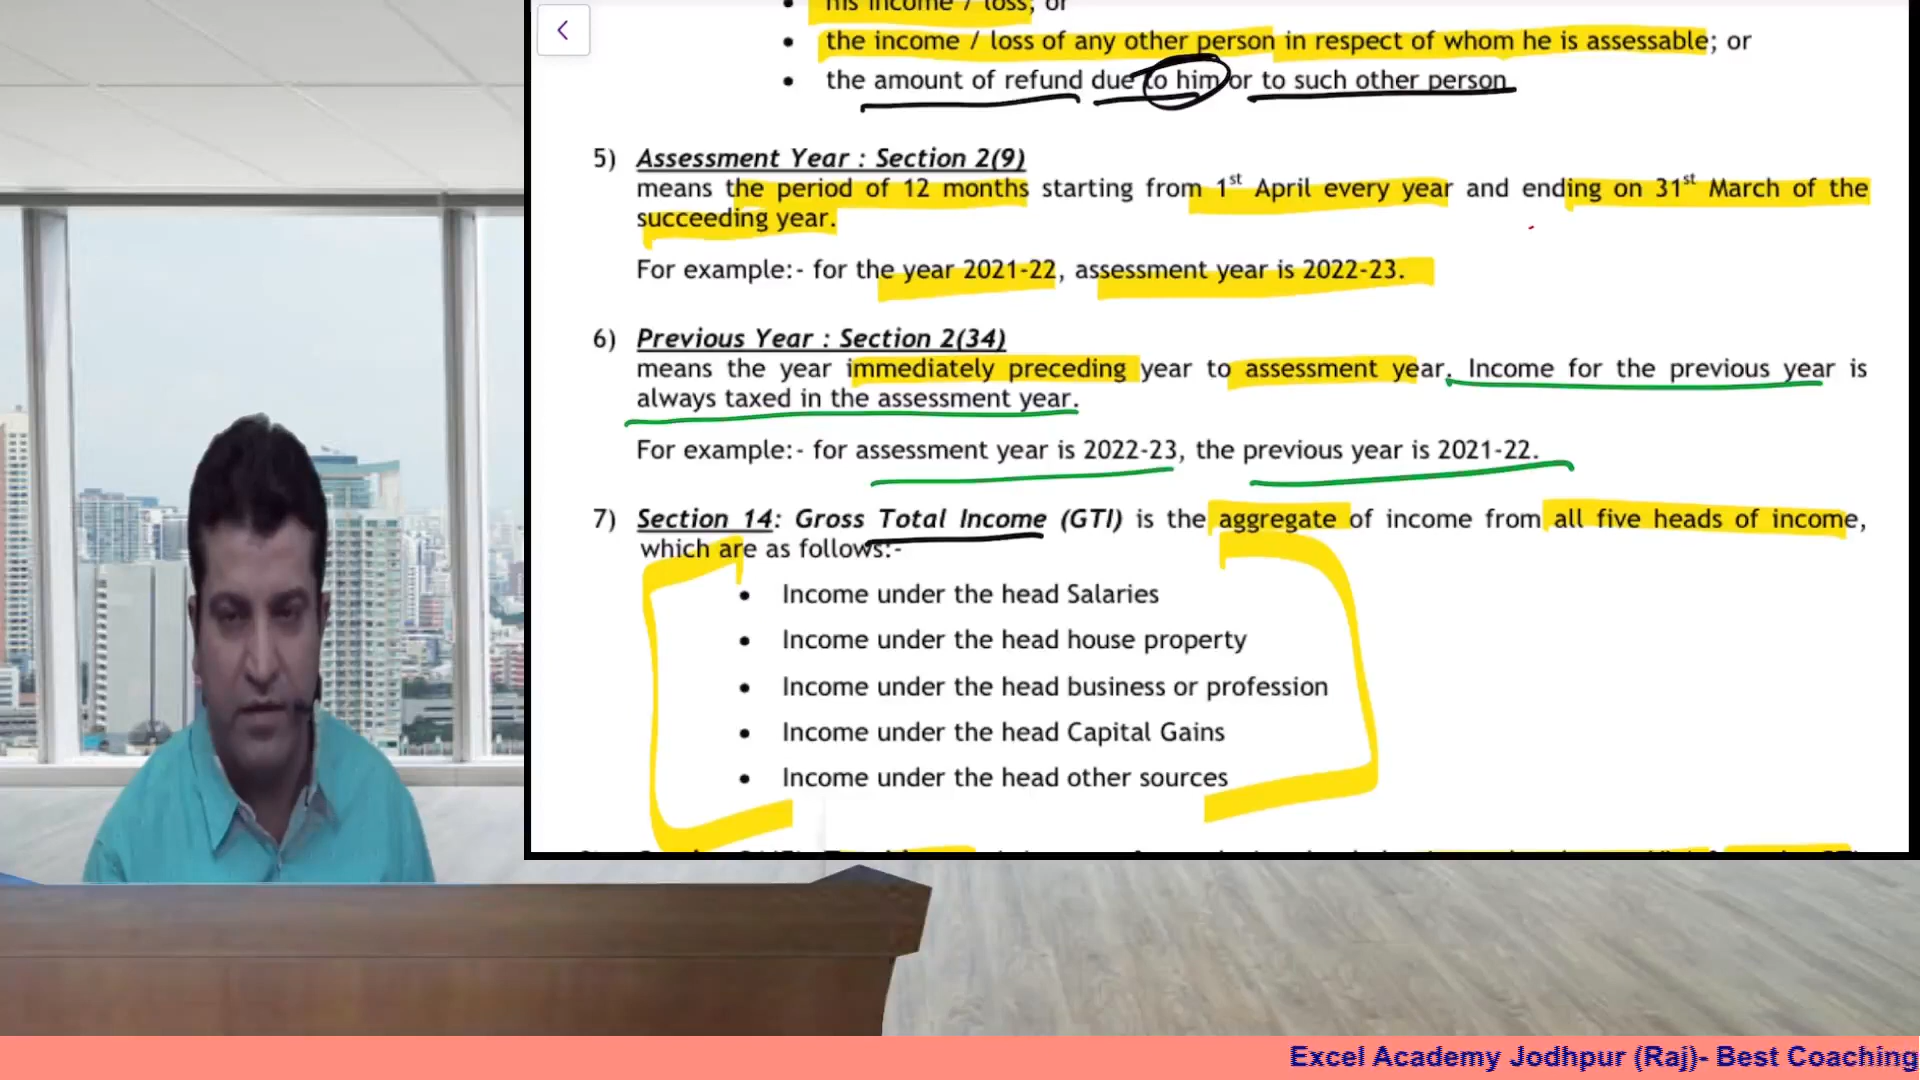 his income / loss; or
• the income / loss of any other person in respect of whom he is assessable; or
• the amount of refund due to him or to such other person
5) Assessment Year : Section 2(9)
means the period of 12 months starting from 1st April every year and ending on 31st March of the
succeeding year.
For example:- for the year 2021-22, assessment year is 2022-23.
6) Previous Year : Section 2(34)
means the year immediately preceding year to assessment year. Income for the previous year is
always taxed in the assessment year.
For example:- for assessment year is 2022-23, the previous year is 2021-22.
7) Section 14: Gross Total Income (GTI) is the aggregate of income from all five heads of income,
which are as follows:-
• Income under the head Salaries
• Income under the head house property
• Income under the head business or profession
• Income under the head Capital Gains
• Income under the head other sources
Excel Academy Jodhpur (Raj)- Best Coaching